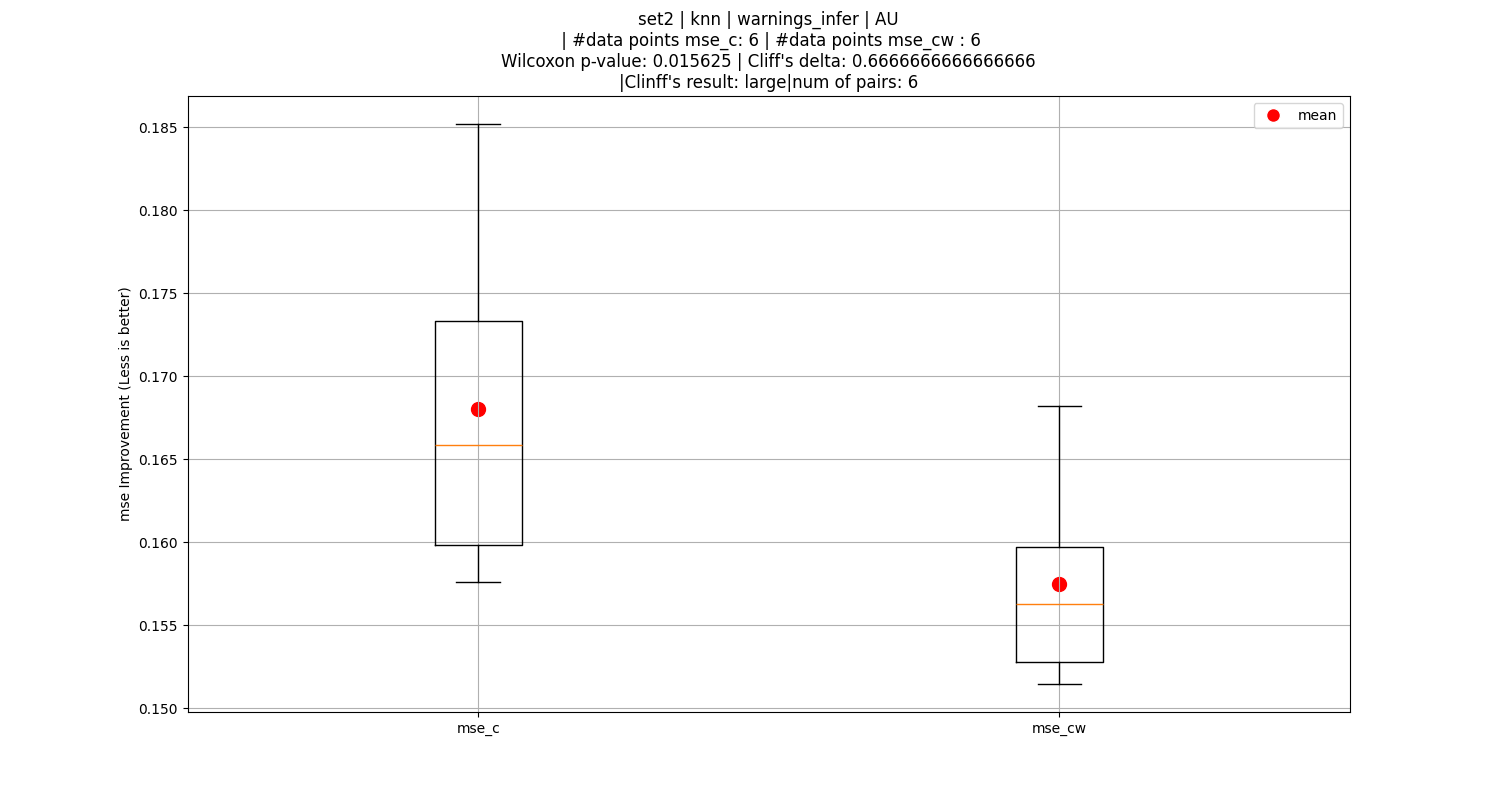 set2 | knn | warnings_infer | AU
| #data points mse_c: 6 | #data points mse_cw : 6
Wilcoxon p-value: 0.015625 | Cliff's delta: 0.6666666666666666
|Clinff's result: large|num of pairs: 6
mean
mse Improvement (Less is better)
0.185
0.180
0.175
0.170
0.165
0.160
0.155
0.150
mse_c
mse_cw